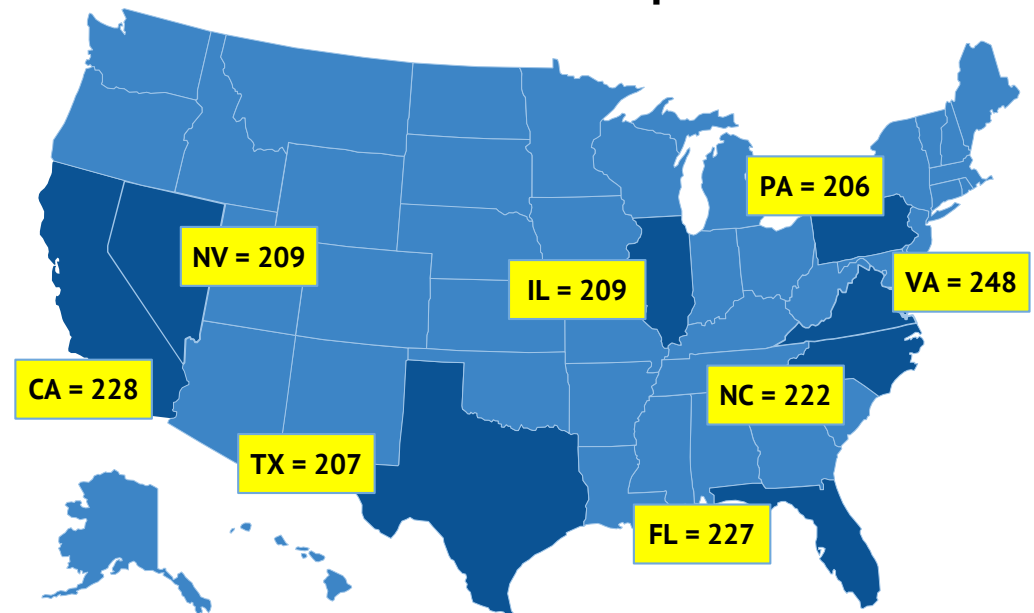 PA = 206
NV = 209
IL = 209
VA = 248
CA = 228
NC = 222
TX = 207
FL = 227